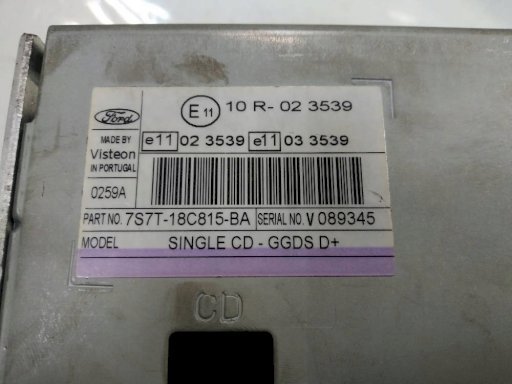 Ford
E 11 10 R- 02 3539
MADE BY
Visteon
IN PORTUGAL
e11 02 3539 e11 03 3539
0259A
PART NO. 7S7T-18C815-BA SERIAL NO. V 089345
MODEL SINGLE CD - GGDS D+
CD